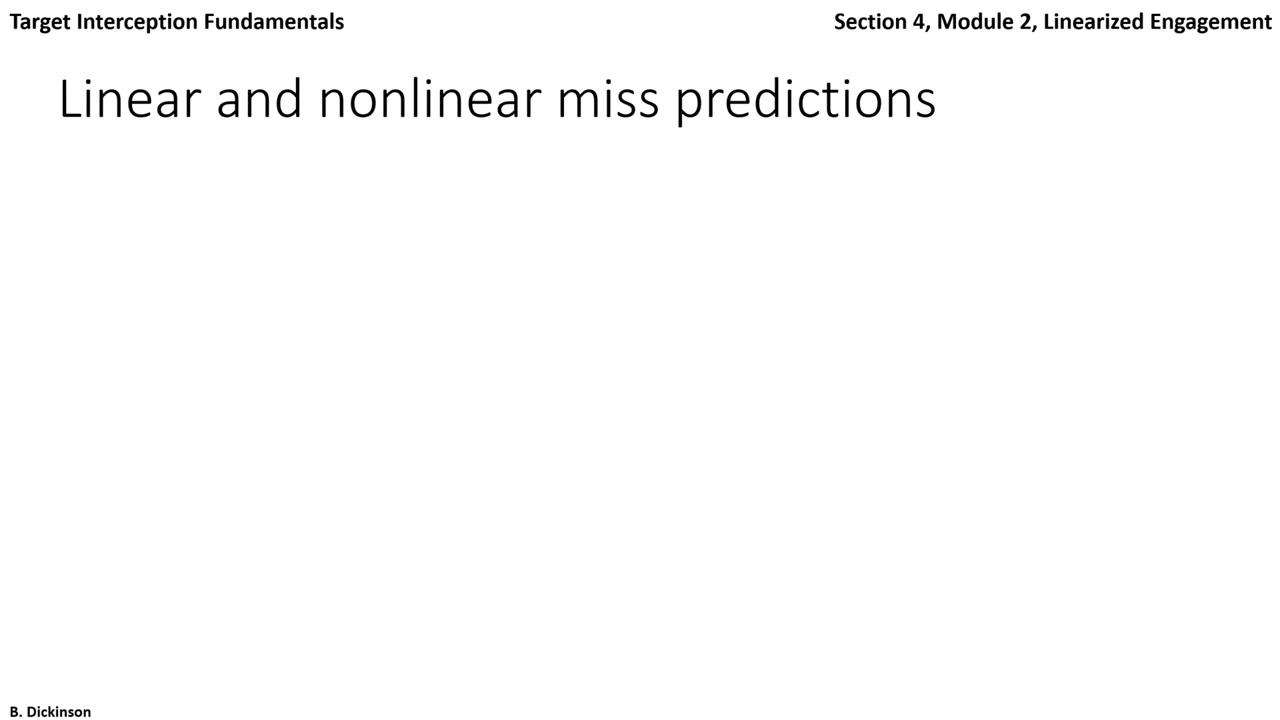 Target Interception Fundamentals
Section 4, Module 2, Linearized Engagement
Linear and nonlinear miss predictions
B. Dickinson